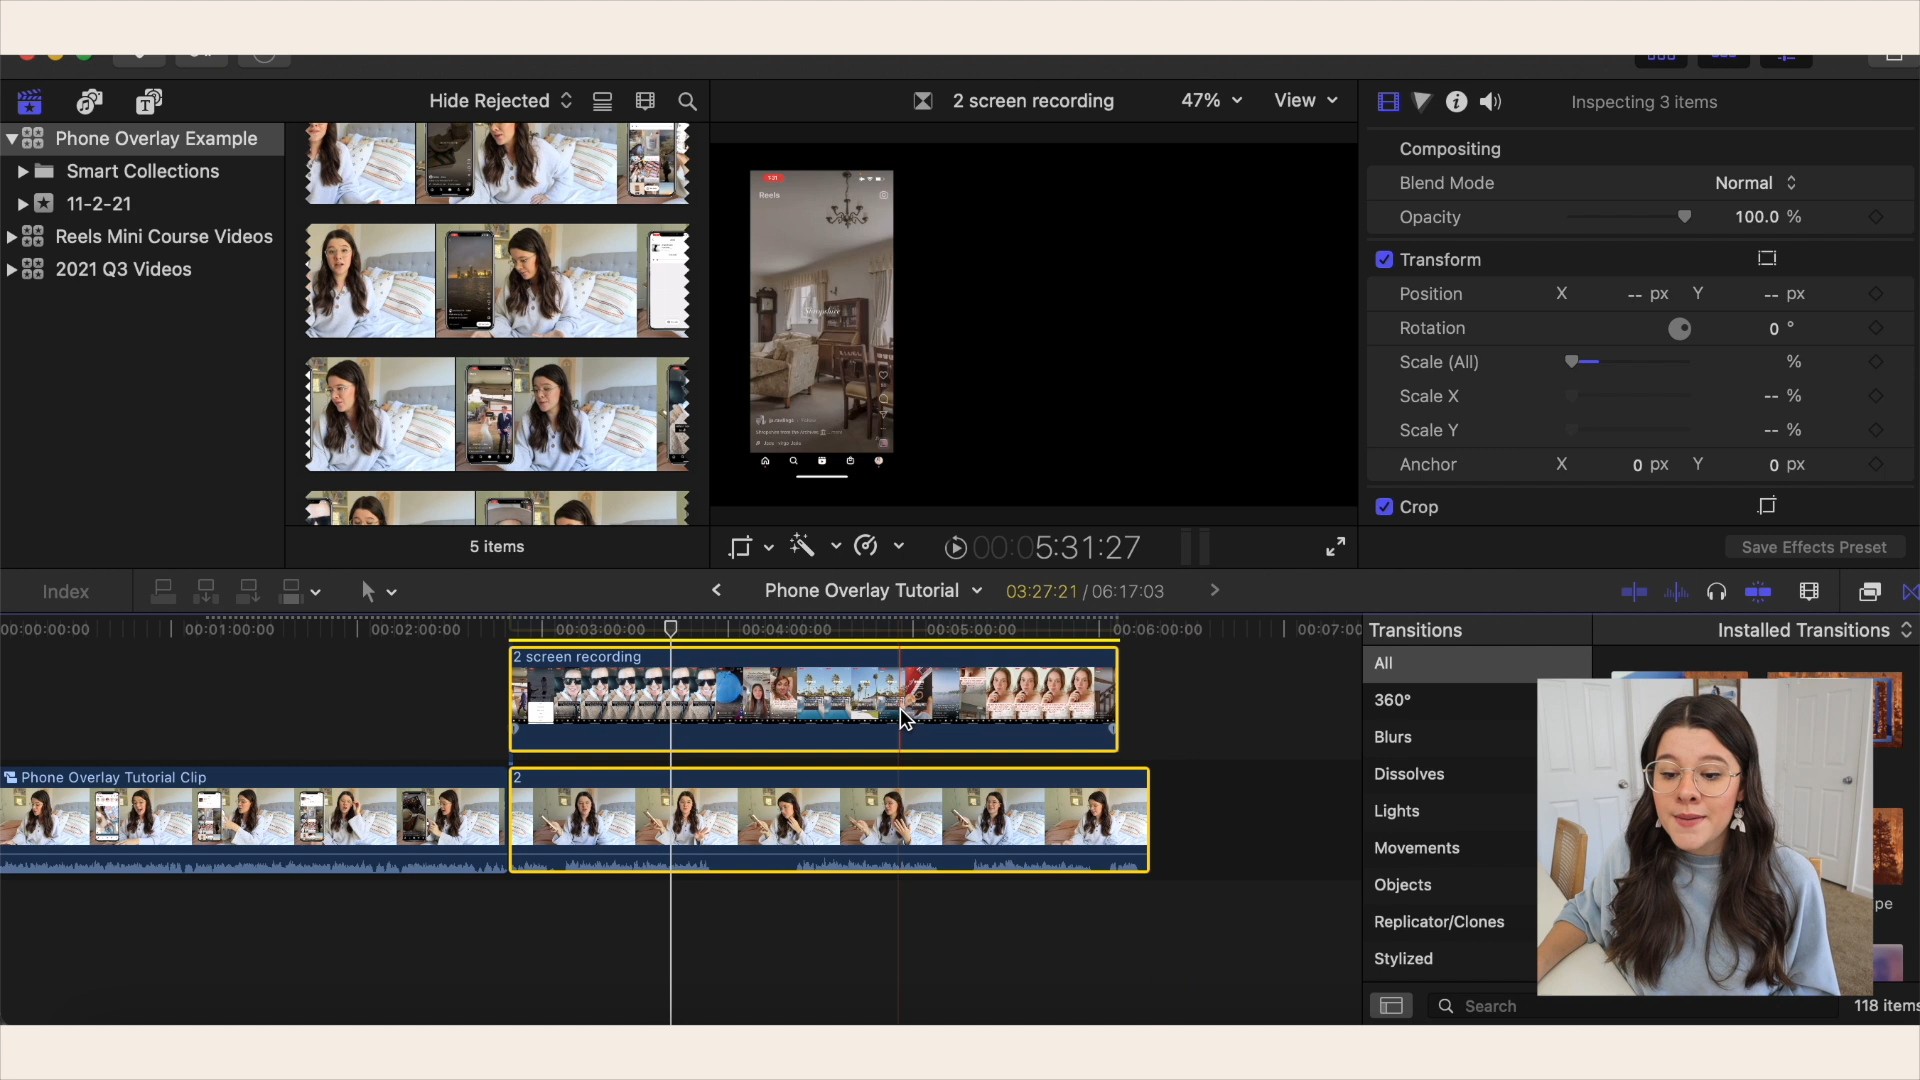 Hide Rejected
2 screen recording
47%
View
Inspecting 3 items
Phone Overlay Example
Smart Collections
11-2-21
Reels Mini Course Videos
2021 Q3 Videos
5 items
1:21
Reels
Shropshire
Compositing
Blend Mode
Normal
Opacity
100.0 %
Transform
Position X -- px Y -- px
Rotation 0 °
Scale (All) %
Scale X -- %
Scale Y -- %
Anchor X 0 px Y 0 px
Crop
Save Effects Preset
00:05:31:27
Index
Phone Overlay Tutorial
03:27:21 / 06:17:03
00:00:00:00
00:01:00:00
00:02:00:00
00:03:00:00
00:04:00:00
00:05:00:00
00:06:00:00
00:07:0
2 screen recording
Phone Overlay Tutorial Clip
2
Transitions
Installed Transitions
All
360°
Blurs
Dissolves
Lights
Movements
Objects
Replicator/Clones
Stylized
pe
Search
118 items